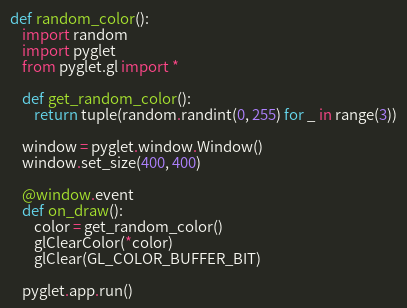 def random_color():
import random
import pyglet
from pyglet.gl import *
def get_random_color():
return tuple(random.randint(0, 255) for _ in range(3))
window = pyglet.window.Window()
window.set_size(400, 400)
@window.event
def on_draw():
color = get_random_color()
glClearColor(*color)
glClear(GL_COLOR_BUFFER_BIT)
pyglet.app.run()